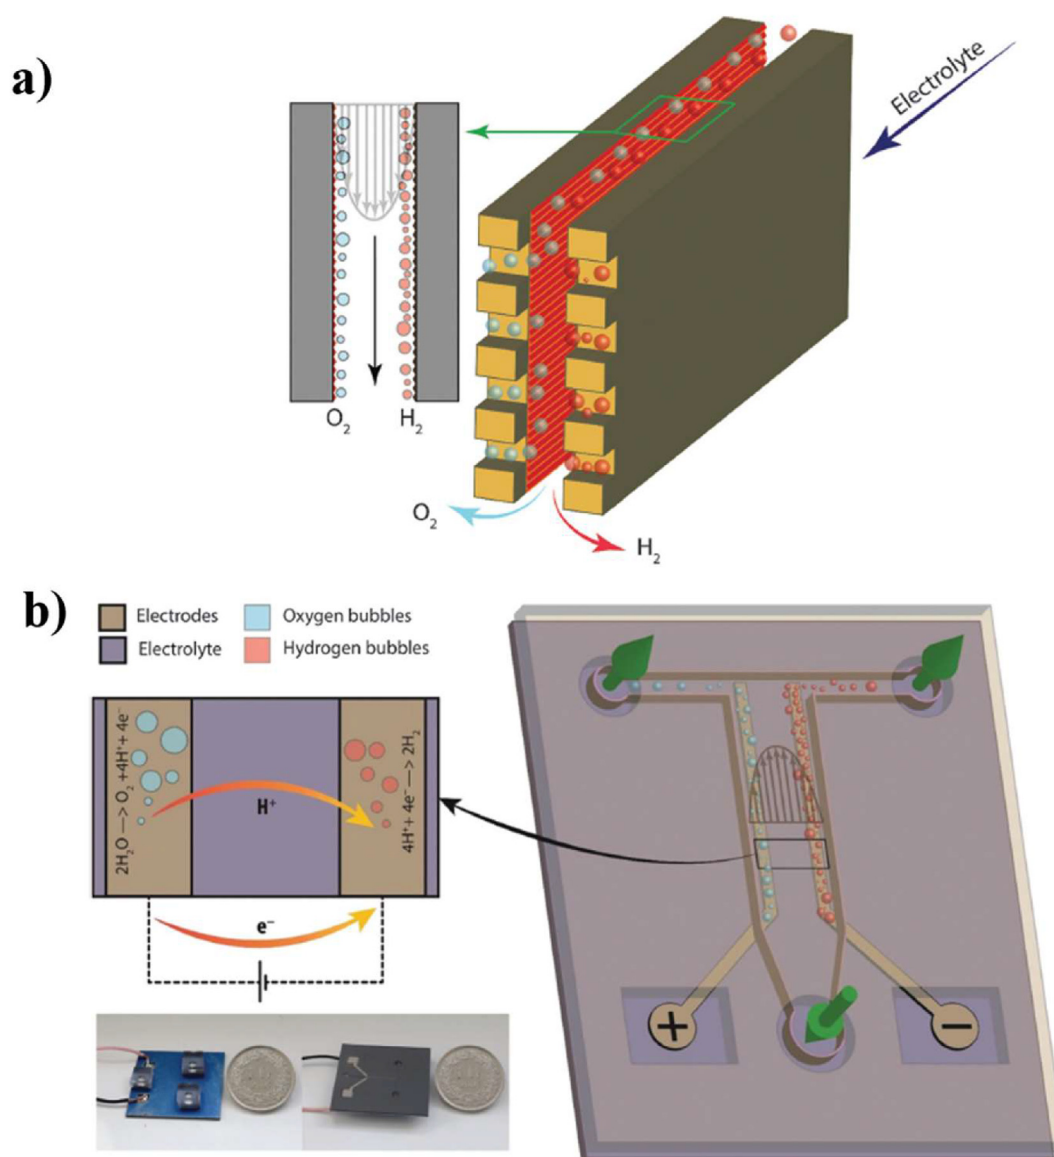 a)
Electrolyte
O₂ H₂
O₂
H₂
b)
Electrodes
Oxygen bubbles
Electrolyte
Hydrogen bubbles
2H₂O —> O₂ +4H⁺+ 4e⁻
H⁺
4H⁺+ 4e⁻—> 2H₂
e⁻
+
−